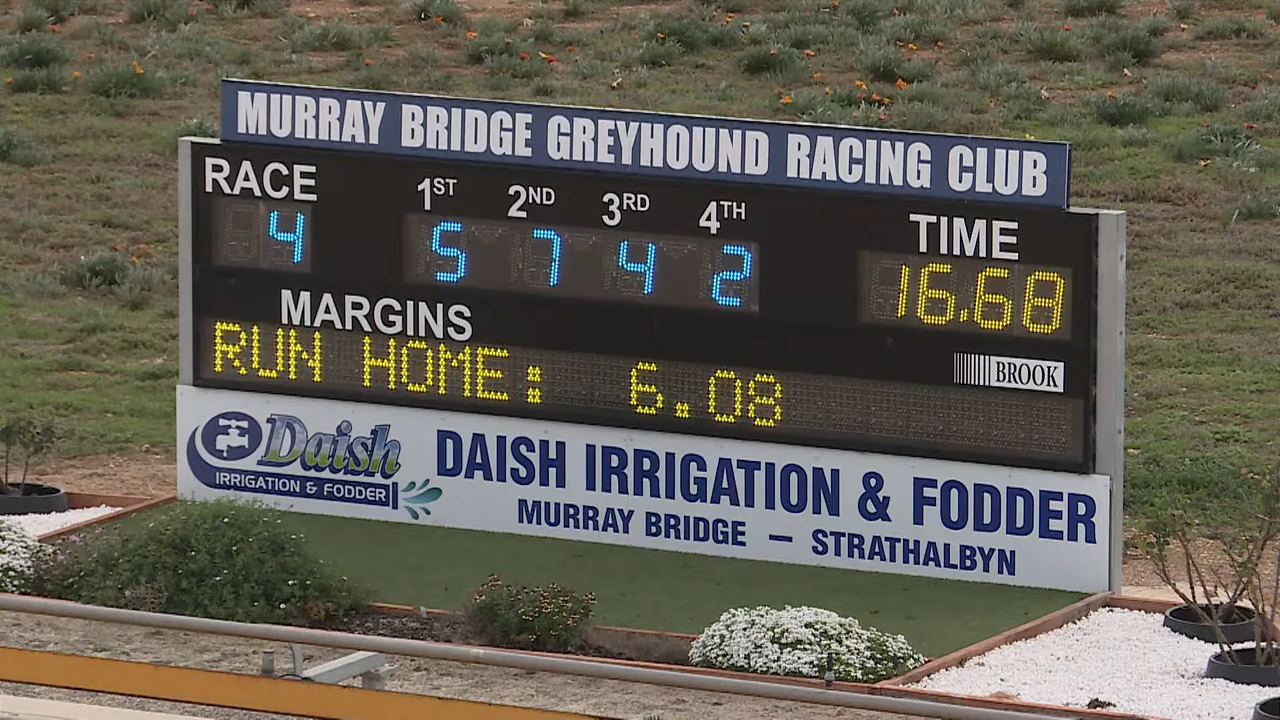 MURRAY BRIDGE GREYHOUND RACING CLUB
RACE 1ST 2ND 3RD 4TH TIME
4 5 7 4 2 16.68
MARGINS
RUN HOME: 6.08
BROOK
Daish
IRRIGATION & FODDER
DAISH IRRIGATION & FODDER
MURRAY BRIDGE – STRATHALBYN